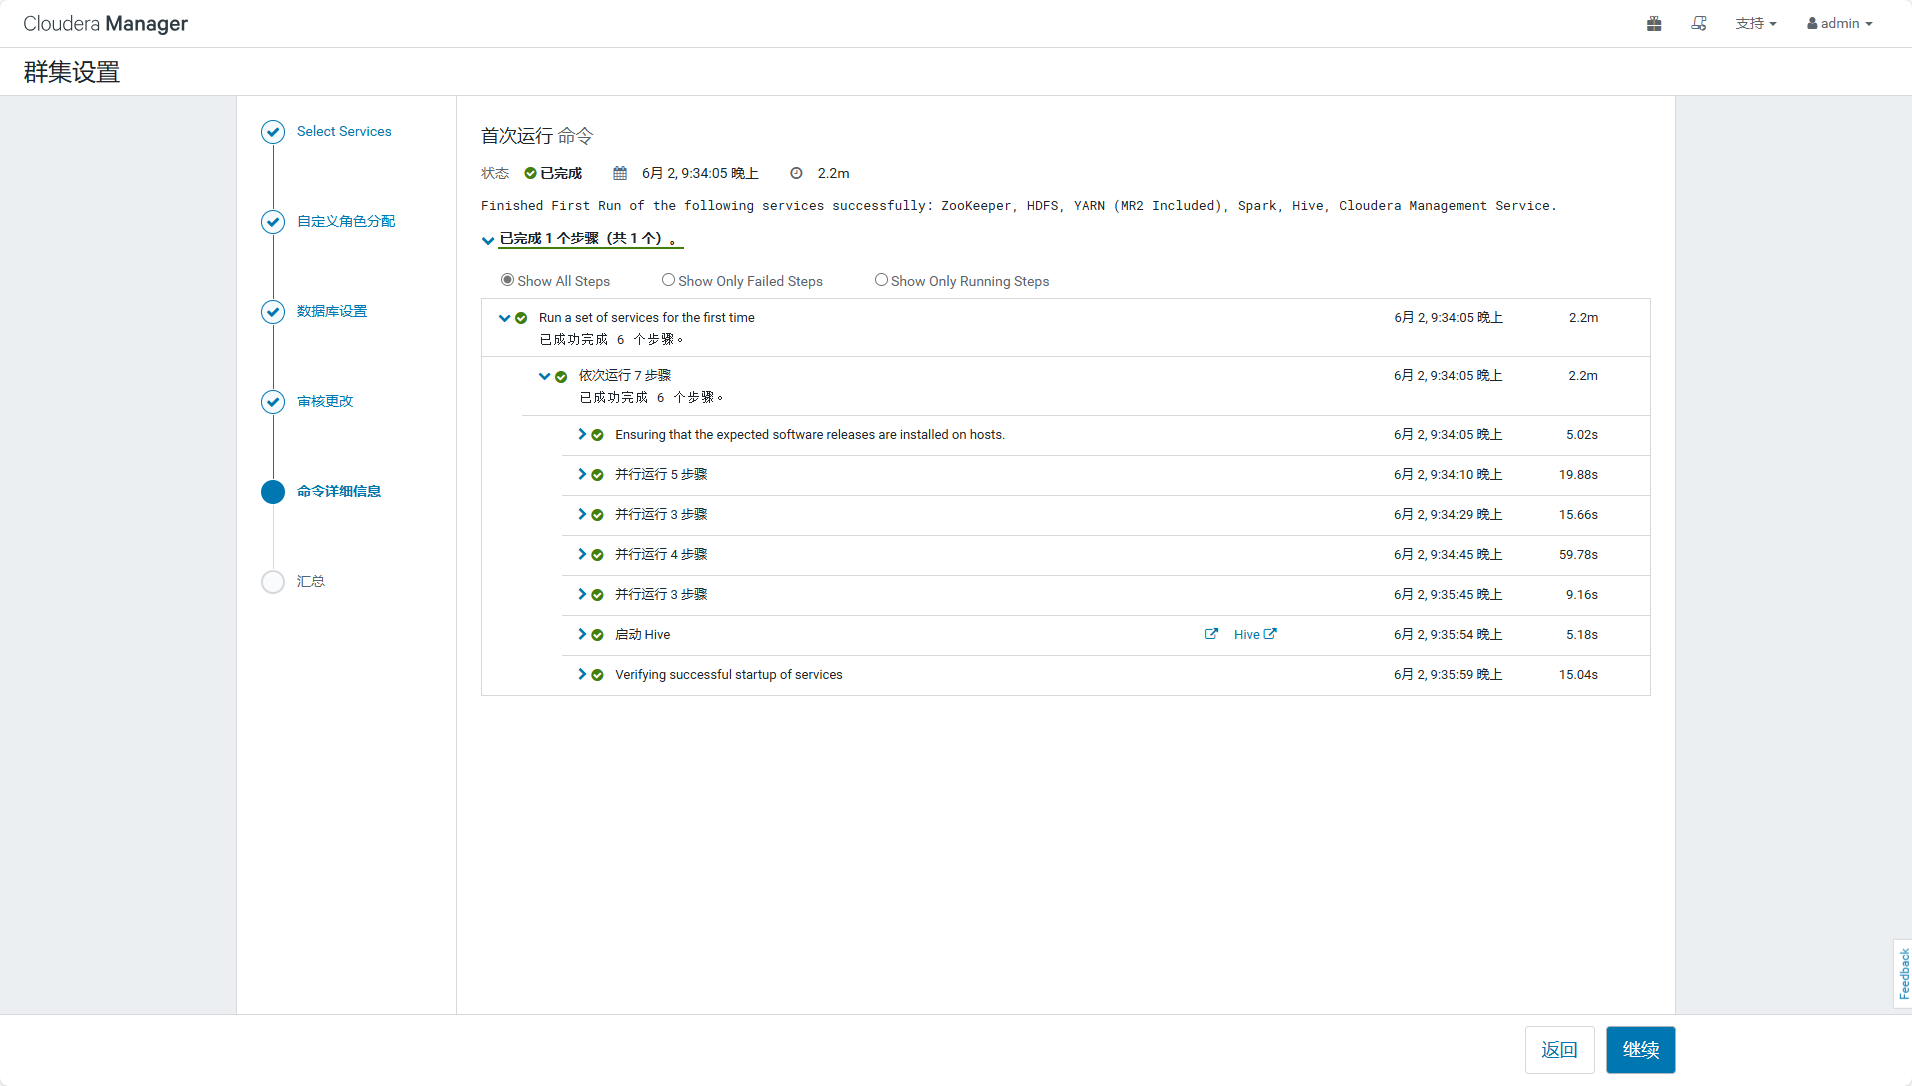 Cloudera Manager
支持 admin
群集设置
Select Services
自定义角色分配
数据库设置
审核更改
命令详细信息
汇总
首次运行 命令
状态 已完成 6月 2, 9:34:05 晚上 2.2m
Finished First Run of the following services successfully: ZooKeeper, HDFS, YARN (MR2 Included), Spark, Hive, Cloudera Management Service.
已完成 1 个步骤（共 1 个）。
Show All Steps Show Only Failed Steps Show Only Running Steps
Run a set of services for the first time 6月 2, 9:34:05 晚上 2.2m
已成功完成 6 个步骤。
依次运行 7 步骤 6月 2, 9:34:05 晚上 2.2m
已成功完成 6 个步骤。
Ensuring that the expected software releases are installed on hosts. 6月 2, 9:34:05 晚上 5.02s
并行运行 5 步骤 6月 2, 9:34:10 晚上 19.88s
并行运行 3 步骤 6月 2, 9:34:29 晚上 15.66s
并行运行 4 步骤 6月 2, 9:34:45 晚上 59.78s
并行运行 3 步骤 6月 2, 9:35:45 晚上 9.16s
启动 Hive Hive 6月 2, 9:35:54 晚上 5.18s
Verifying successful startup of services 6月 2, 9:35:59 晚上 15.04s
Feedback
返回 继续